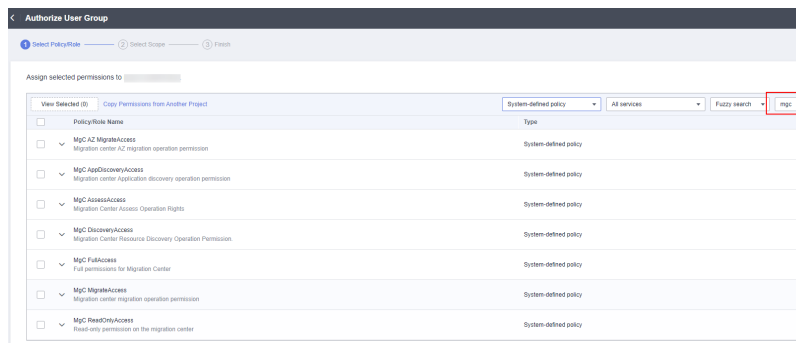 Authorize User Group
1 Select Policy/Role 2 Select Scope 3 Finish
Assign selected permissions to
View Selected (0) Copy Permissions from Another Project System-defined policy All services Fuzzy search mgc
Policy/Role Name Type
MgC AZ MigrateAccess
Migration center AZ migration operation permission
System-defined policy
MgC AppDiscoveryAccess
Migration center Application discovery operation permission
System-defined policy
MgC AssessAccess
Migration Center Access Operation Rights
System-defined policy
MgC DiscoveryAccess
Migration Center Resource Discovery Operation Permission.
System-defined policy
MgC FullAccess
Full permissions for Migration Center
System-defined policy
MgC MigrateAccess
Migration center migration operation permission
System-defined policy
MgC ReadOnlyAccess
Read-only permission on the migration center
System-defined policy